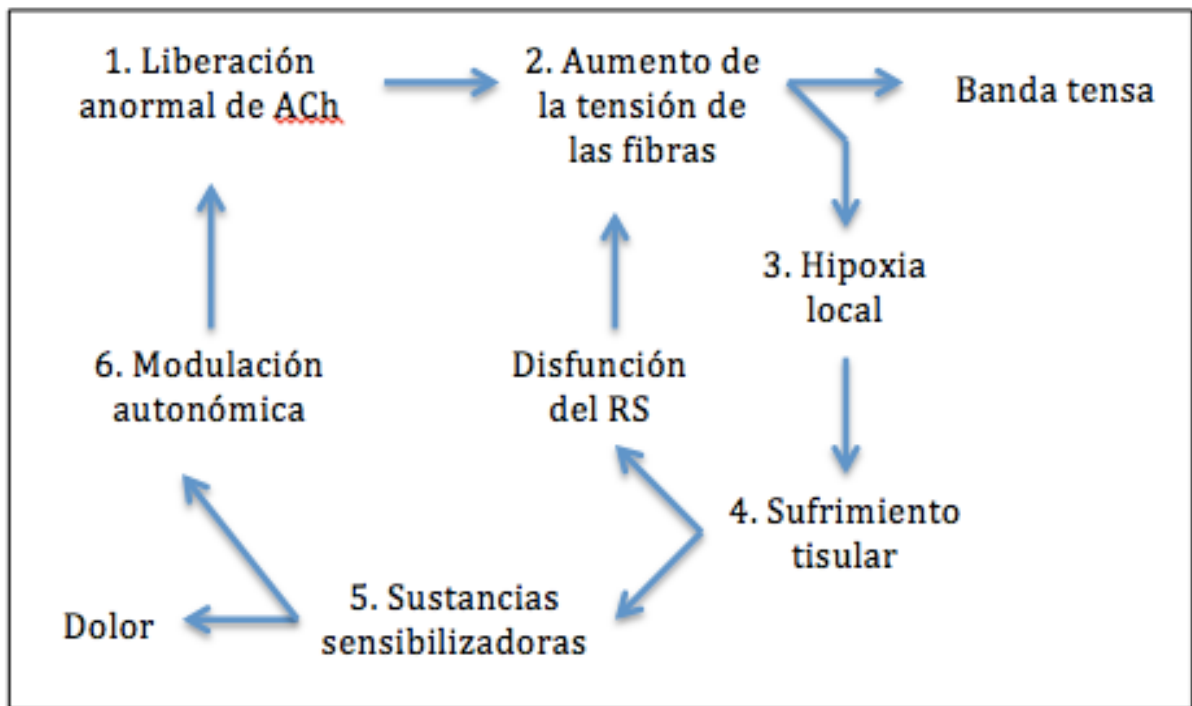 1. Liberación
anormal de ACh
2. Aumento de
la tensión de
las fibras
Banda tensa
3. Hipoxia
local
6. Modulación
autonómica
Disfunción
del RS
4. Sufrimiento
tisular
5. Sustancias
sensibilizadoras
Dolor